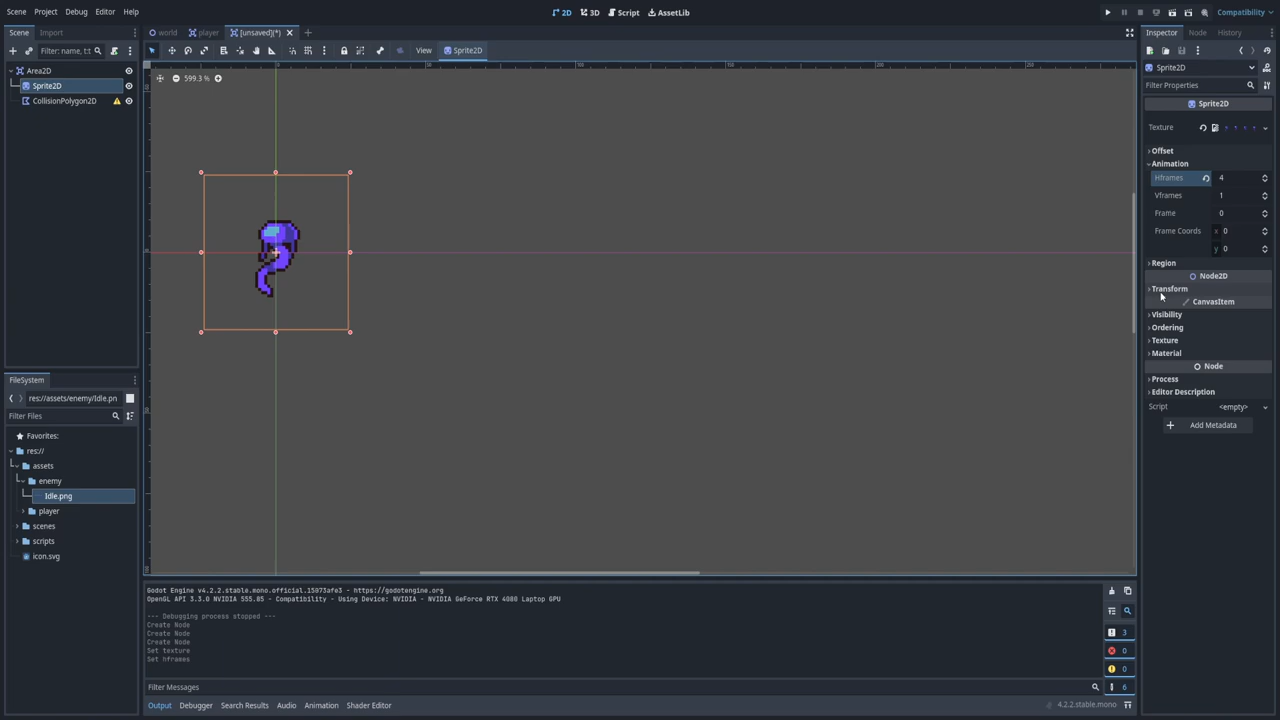 Scene Project Debug Editor Help
2D 3D Script AssetLib
Compatibility
Scene Import
world player [unsaved](*)
Inspector Node History
Filter: name, t:t
View Sprite2D
Area2D
Sprite2D
CollisionPolygon2D
599.3 %
Sprite2D
Filter Properties
Sprite2D
Texture
Offset
Animation
Hframes 4
Vframes 1
Frame 0
Frame Coords x 0
y 0
Region
Node2D
Transform
CanvasItem
Visibility
Ordering
Texture
Material
Node
Process
Editor Description
Script <empty>
Add Metadata
FileSystem
res://assets/enemy/Idle.pn
Filter Files
Favorites:
res://
assets
enemy
Idle.png
player
scenes
scripts
icon.svg
Godot Engine v4.2.2.stable.mono.official.15073afe3 - https://godotengine.org
OpenGL API 3.3.0 NVIDIA 555.85 - Compatibility - Using Device: NVIDIA - NVIDIA GeForce RTX 4080 Laptop GPU
--- Debugging process stopped ---
Create Node
Create Node
Create Node
Set texture
Set hframes
3
0
0
6
Filter Messages
Output Debugger Search Results Audio Animation Shader Editor
4.2.2.stable.mono